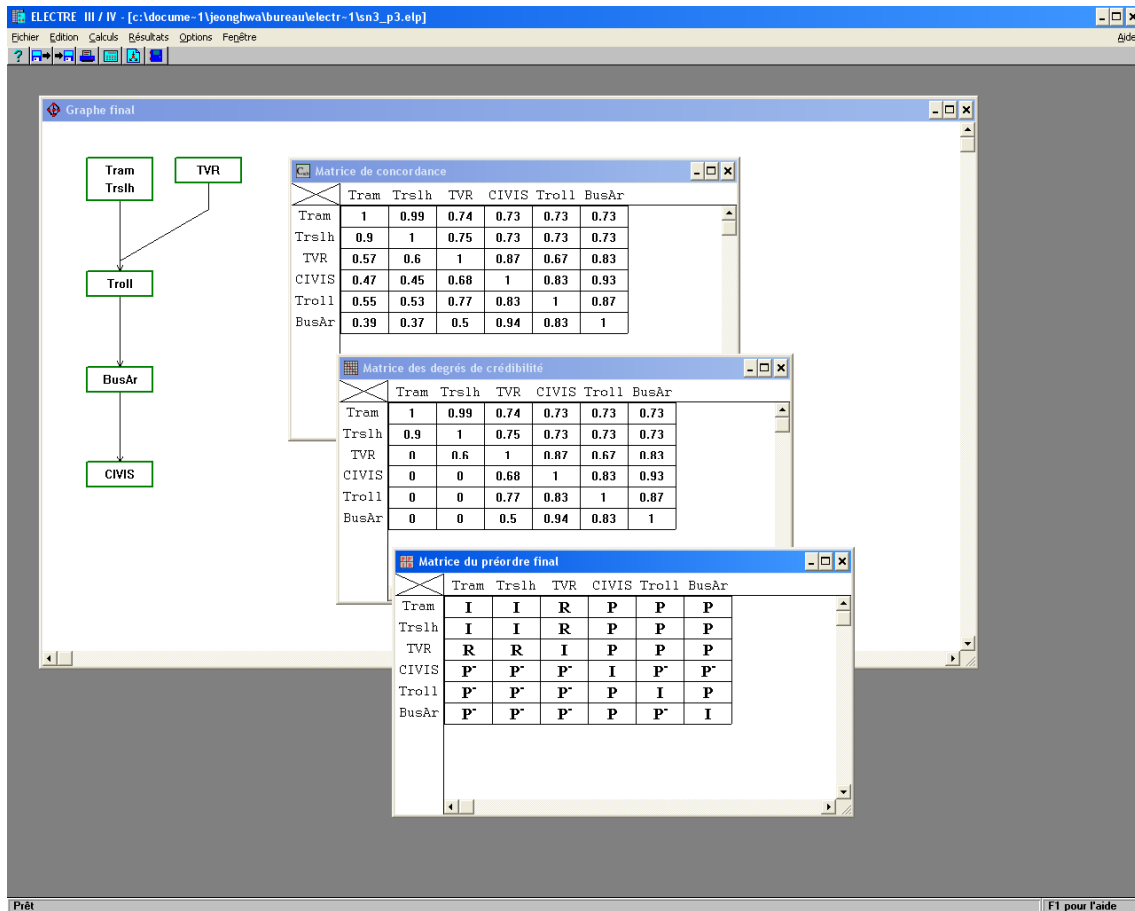 ELECTRE III / IV - [c:\docume~1\jeonghwa\bureau\electr~1\sn3_p3.elp]
Fichier Edition Calculs Résultats Options Fenêtre Aide
?
Graphe final
Tram
Trslh
TVR
Troll
BusAr
CIVIS
Matrice de concordance
Tram Trslh TVR CIVIS Troll BusAr
Tram 1 0.99 0.74 0.73 0.73 0.73
Trslh 0.9 1 0.75 0.73 0.73 0.73
TVR 0.57 0.6 1 0.87 0.67 0.83
CIVIS 0.47 0.45 0.68 1 0.83 0.93
Troll 0.55 0.53 0.77 0.83 1 0.87
BusAr 0.39 0.37 0.5 0.94 0.83 1
Matrice des degrés de crédibilité
Tram Trslh TVR CIVIS Troll BusAr
Tram 1 0.99 0.74 0.73 0.73 0.73
Trslh 0.9 1 0.75 0.73 0.73 0.73
TVR 0 0.6 1 0.87 0.67 0.83
CIVIS 0 0 0.68 1 0.83 0.93
Troll 0 0 0.77 0.83 1 0.87
BusAr 0 0 0.5 0.94 0.83 1
Matrice du préordre final
Tram Trslh TVR CIVIS Troll BusAr
Tram I I R P P P
Trslh I I R P P P
TVR R R I P P P
CIVIS P⁻ P⁻ P⁻ I P⁻ P⁻
Troll P⁻ P⁻ P⁻ P I P
BusAr P⁻ P⁻ P⁻ P P⁻ I
Prêt F1 pour l'aide